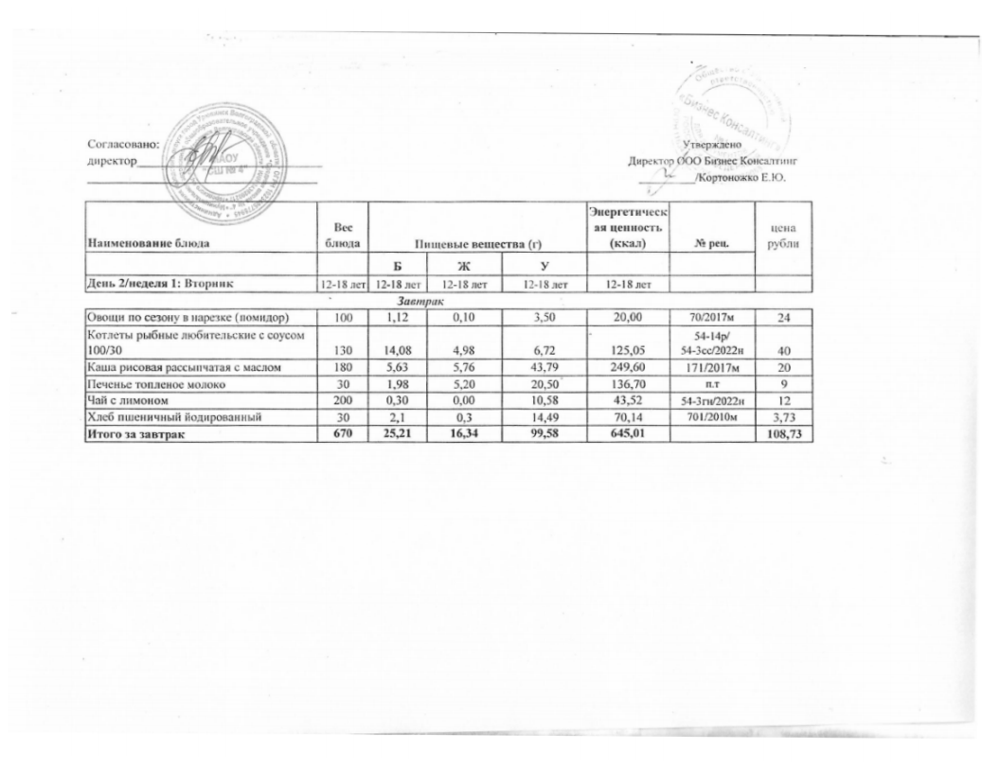 Согласовано:
директор
МАОУ
"СШ № 4"
«Бизнес Консалтинг»
Утверждено
Директор ООО Бизнес Консалтинг
/Кортоножко Е.Ю.
Наименование блюда Вес блюда Пищевые вещества (г) Энергетическая ценность (ккал) № рец. цена рубли
Б Ж У
День 2/неделя 1: Вторник 12-18 лет 12-18 лет 12-18 лет 12-18 лет 12-18 лет
Завтрак
Овощи по сезону в нарезке (помидор) 100 1,12 0,10 3,50 20,00 70/2017м 24
Котлеты рыбные любительские с соусом 100/30 130 14,08 4,98 6,72 125,05 54-14р/ 54-3сс/2022н 40
Каша рисовая рассыпчатая с маслом 180 5,63 5,76 43,79 249,60 171/2017м 20
Печенье топленое молоко 30 1,98 5,20 20,50 136,70 п.т 9
Чай с лимоном 200 0,30 0,00 10,58 43,52 54-3гн/2022н 12
Хлеб пшеничный йодированный 30 2,1 0,3 14,49 70,14 701/2010м 3,73
Итого за завтрак 670 25,21 16,34 99,58 645,01 108,73